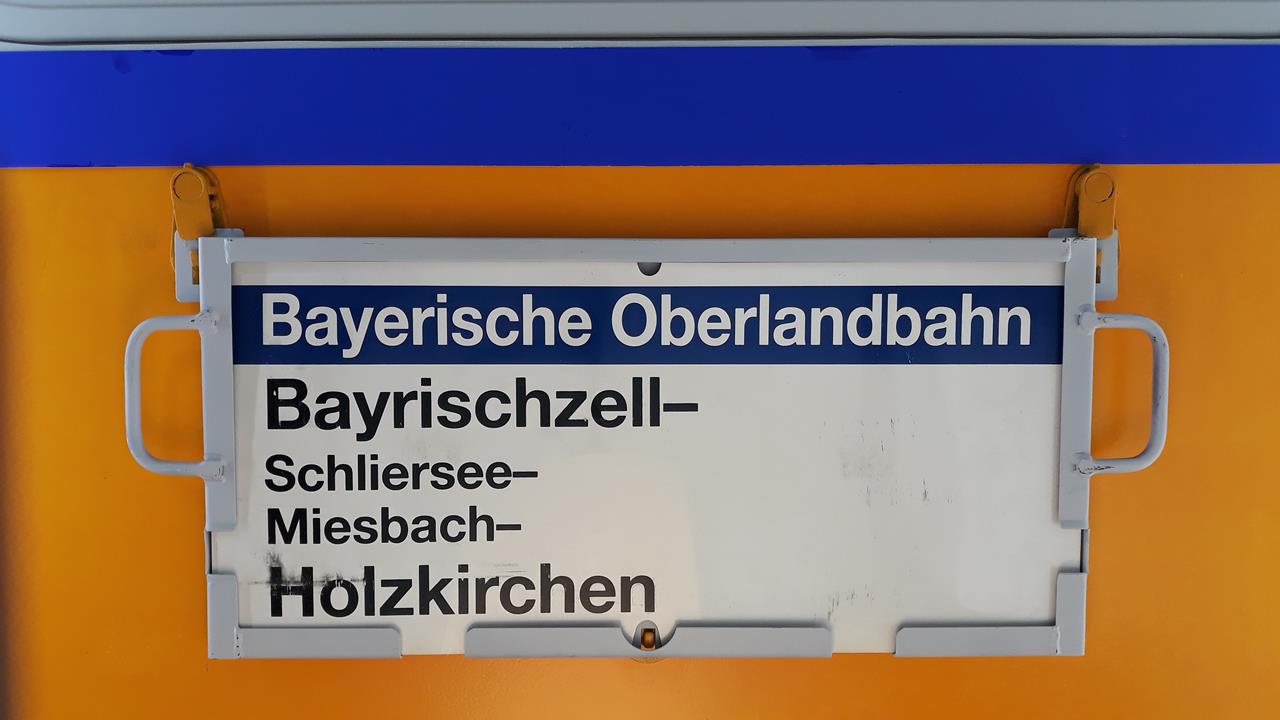 Bayerische Oberlandbahn
Bayrischzell–
Schliersee–
Miesbach–
Holzkirchen